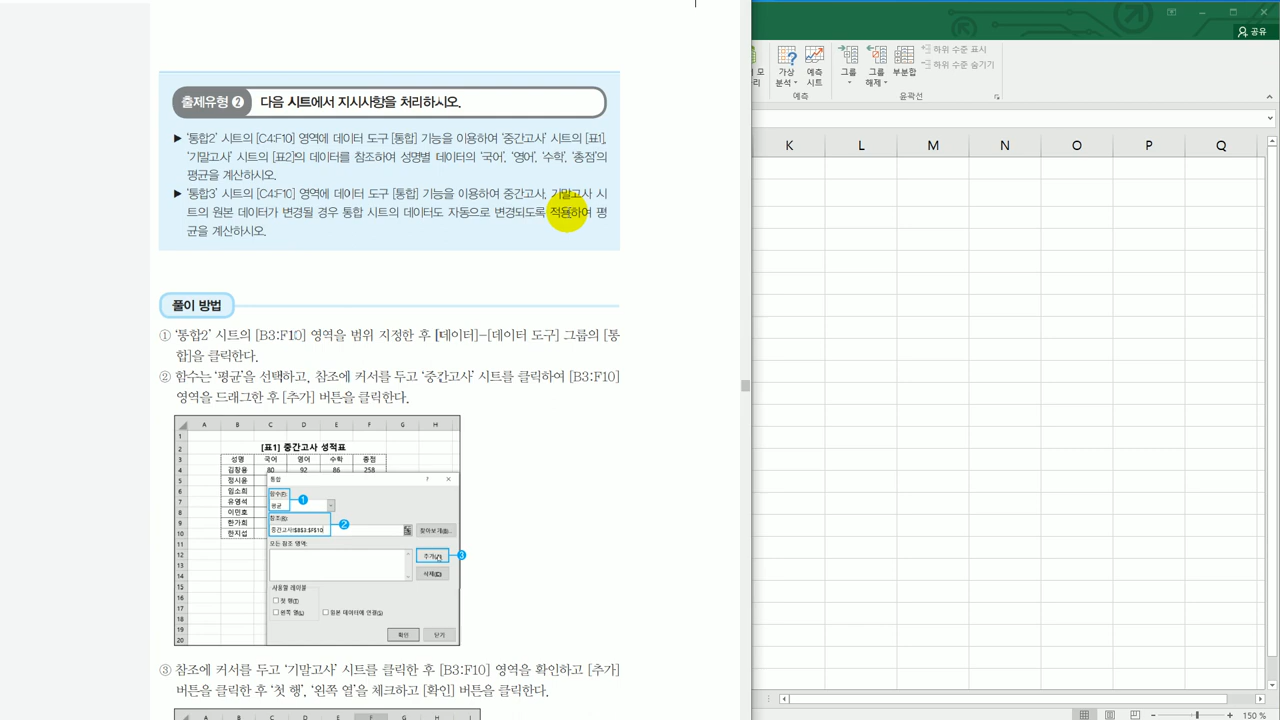 출제유형 ❷ 다음 시트에서 지시사항을 처리하시오.
▶ '통합2' 시트의 [C4:F10] 영역에 데이터 도구 [통합] 기능을 이용하여 '중간고사' 시트의 [표1],
'기말고사' 시트의 [표2]의 데이터를 참조하여 성명별 데이터의 '국어', '영어', '수학', '총점'의
평균을 계산하시오.
▶ '통합3' 시트의 [C4:F10] 영역에 데이터 도구 [통합] 기능을 이용하여 중간고사, 기말고사 시
트의 원본 데이터가 변경될 경우 통합 시트의 데이터도 자동으로 변경되도록 적용하여 평
균을 계산하시오.
풀이 방법
① '통합2' 시트의 [B3:F10] 영역을 범위 지정한 후 [데이터]-[데이터 도구] 그룹의 [통
합]을 클릭한다.
② 함수는 '평균'을 선택하고, 참조에 커서를 두고 '중간고사' 시트를 클릭하여 [B3:F10]
영역을 드래그한 후 [추가] 버튼을 클릭한다.
A B C D E F G H
1
2 [표1] 중간고사 성적표
3 성명 국어 영어 수학 총점
4 김창용 80 92 86 258
5 정시윤
6 임소희
7 유영석
8 이민호
9 한가희
10 한지섭
11
12
13
14
15
16
17
18
19
20
통합 ? ×
함수(F):
평균
❶
참조(R):
중간고사!$B$3:$F$10
❷
찾아보기(B)...
모든 참조 영역:
추가(A)
❸
삭제(D)
사용할 레이블
첫 행(T)
왼쪽 열(L) 원본 데이터에 연결(S)
확인 닫기
③ 참조에 커서를 두고 '기말고사' 시트를 클릭한 후 [B3:F10] 영역을 확인하고 [추가]
버튼을 클릭한 후 '첫 행', '왼쪽 열'을 체크하고 [확인] 버튼을 클릭한다.
A B C D E F G H I
공유
가상 분석
예측 시트
예측
그룹
그룹 해제
부분합
하위 수준 표시
하위 수준 숨기기
윤곽선
K L M N O P Q
150 %